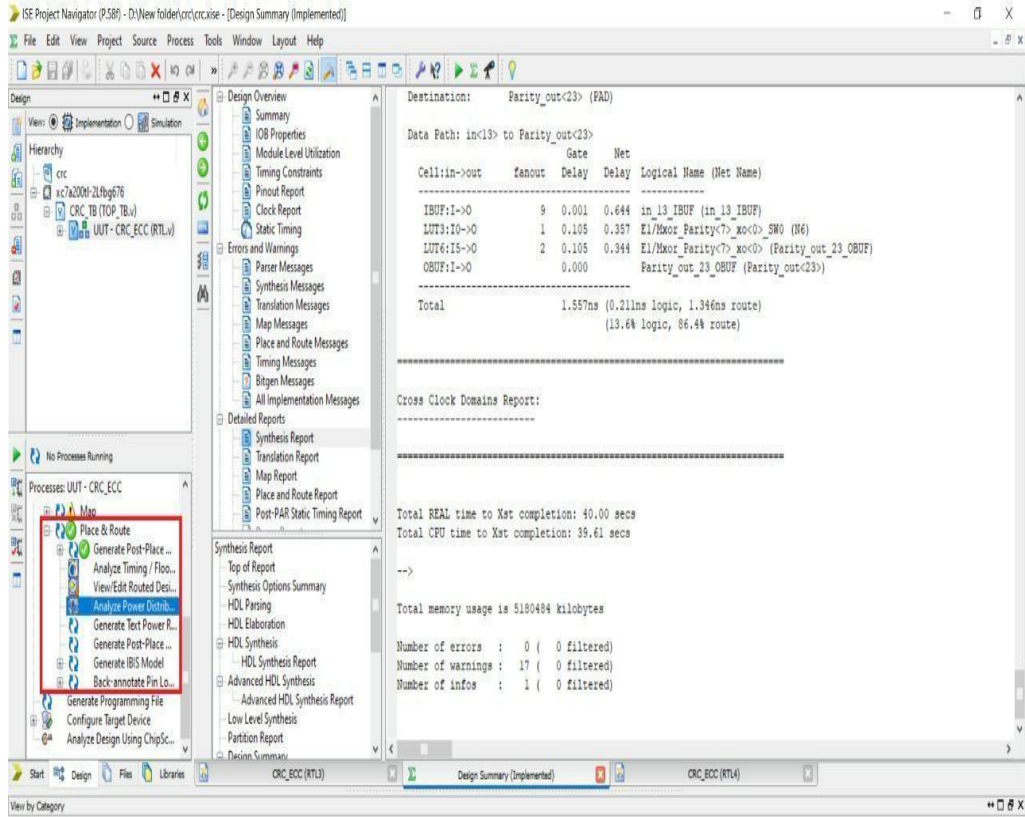 ISE Project Navigator (P.58f) - D:\New folder\crc\crc.xise - [Design Summary (Implemented)]
File Edit View Project Source Process Tools Window Layout Help
Design
View: Implementation Simulation
Hierarchy
crc
xc7a200tl-2Lfbg676
CRC_TB (TOP_TB.v)
UUT - CRC_ECC (RTL.v)
No Processes Running
Processes: UUT - CRC_ECC
Map
Place & Route
Generate Post-Place ...
Analyze Timing / Floo...
View/Edit Routed Desi...
Analyze Power Distrib...
Generate Text Power R...
Generate Post-Place ...
Generate IBIS Model
Back-annotate Pin Lo...
Generate Programming File
Configure Target Device
Analyze Design Using ChipSc...
Start Design Files Libraries
Design Overview
Summary
IOB Properties
Module Level Utilization
Timing Constraints
Pinout Report
Clock Report
Static Timing
Errors and Warnings
Parser Messages
Synthesis Messages
Translation Messages
Map Messages
Place and Route Messages
Timing Messages
Bitgen Messages
All Implementation Messages
Detailed Reports
Synthesis Report
Translation Report
Map Report
Place and Route Report
Post-PAR Static Timing Report
Synthesis Report
Top of Report
Synthesis Options Summary
HDL Parsing
HDL Elaboration
HDL Synthesis
HDL Synthesis Report
Advanced HDL Synthesis
Advanced HDL Synthesis Report
Low Level Synthesis
Partition Report
Design Summary
Destination: Parity_out<23> (PAD)
Data Path: in<13> to Parity_out<23>
Gate Net
Cell:in->out fanout Delay Delay Logical Name (Net Name)
---------------------------------------- ------------
IBUF:I->O 9 0.001 0.644 in_13_IBUF (in_13_IBUF)
LUT3:I0->O 1 0.105 0.357 E1/Mxor_Parity<7>_xo<0>_SW0 (N6)
LUT6:I5->O 2 0.105 0.344 E1/Mxor_Parity<7>_xo<0> (Parity_out_23_OBUF)
OBUF:I->O 0.000 Parity_out_23_OBUF (Parity_out<23>)
----------------------------------------
Total 1.557ns (0.211ns logic, 1.346ns route)
(13.6% logic, 86.4% route)
=========================================================================
Cross Clock Domains Report:
--------------------------
=========================================================================
Total REAL time to Xst completion: 40.00 secs
Total CPU time to Xst completion: 39.61 secs
-->
Total memory usage is 5180484 kilobytes
Number of errors : 0 ( 0 filtered)
Number of warnings : 17 ( 0 filtered)
Number of infos : 1 ( 0 filtered)
CRC_ECC (RTL3) Design Summary (Implemented) CRC_ECC (RTL4)
View by Category